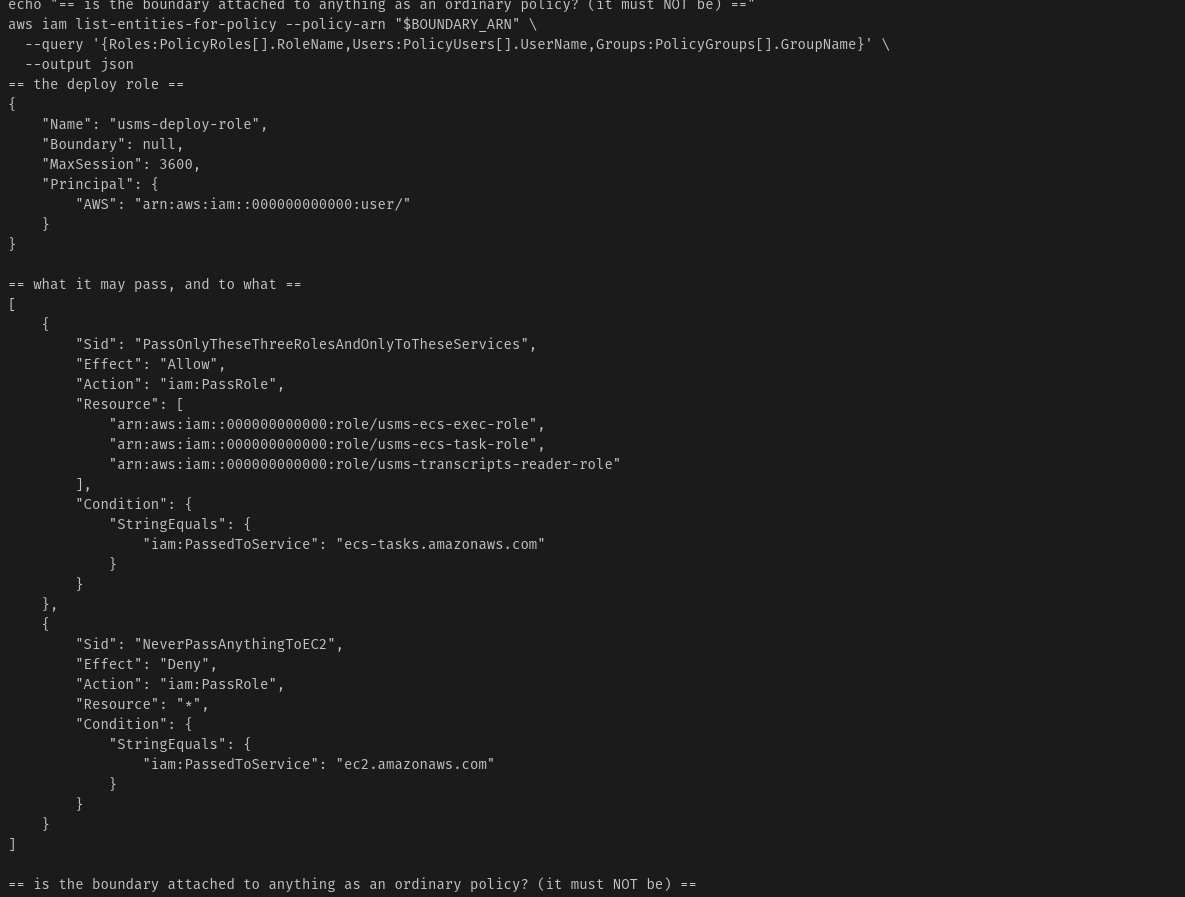 echo "== is the boundary attached to anything as an ordinary policy? (it must NOT be) =="
aws iam list-entities-for-policy --policy-arn "$BOUNDARY_ARN" \
  --query '{Roles:PolicyRoles[].RoleName,Users:PolicyUsers[].UserName,Groups:PolicyGroups[].GroupName}' \
  --output json
== the deploy role ==
{
    "Name": "usms-deploy-role",
    "Boundary": null,
    "MaxSession": 3600,
    "Principal": {
        "AWS": "arn:aws:iam::000000000000:user/"
    }
}

== what it may pass, and to what ==
[
    {
        "Sid": "PassOnlyTheseThreeRolesAndOnlyToTheseServices",
        "Effect": "Allow",
        "Action": "iam:PassRole",
        "Resource": [
            "arn:aws:iam::000000000000:role/usms-ecs-exec-role",
            "arn:aws:iam::000000000000:role/usms-ecs-task-role",
            "arn:aws:iam::000000000000:role/usms-transcripts-reader-role"
        ],
        "Condition": {
            "StringEquals": {
                "iam:PassedToService": "ecs-tasks.amazonaws.com"
            }
        }
    },
    {
        "Sid": "NeverPassAnythingToEC2",
        "Effect": "Deny",
        "Action": "iam:PassRole",
        "Resource": "*",
        "Condition": {
            "StringEquals": {
                "iam:PassedToService": "ec2.amazonaws.com"
            }
        }
    }
]

== is the boundary attached to anything as an ordinary policy? (it must NOT be) ==